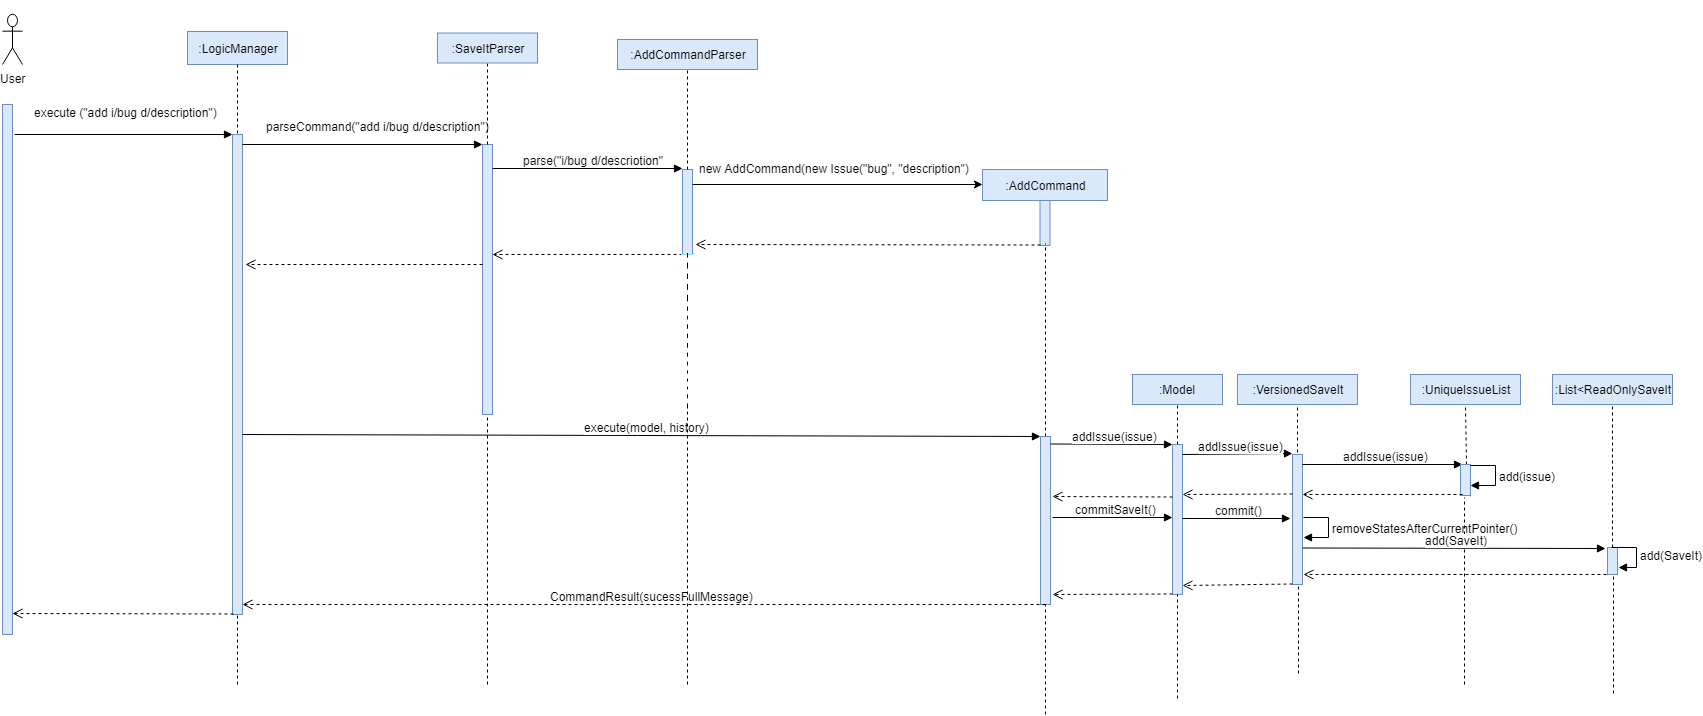 User
:LogicManager
:SaveItParser
:AddCommandParser
execute ("add i/bug d/description")
parseCommand("add i/bug d/description")
parse("i/bug d/descriotion"
new AddCommand(new Issue("bug", "description")
:AddCommand
:Model
:VersionedSaveIt
:UniqueIssueList
:List<ReadOnlySaveIt
execute(model, history)
addIssue(issue)
addIssue(issue)
addIssue(issue)
add(issue)
commitSaveIt()
commit()
removeStatesAfterCurrentPointer()
add(SaveIt)
add(SaveIt)
CommandResult(sucessFullMessage)